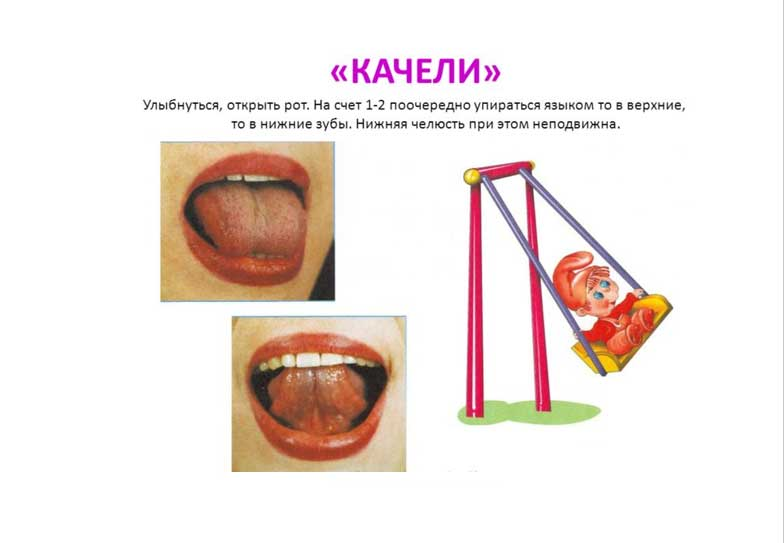 «КАЧЕЛИ»
Улыбнуться, открыть рот. На счет 1-2 поочередно упираться языком то в верхние,
то в нижние зубы. Нижняя челюсть при этом неподвижна.